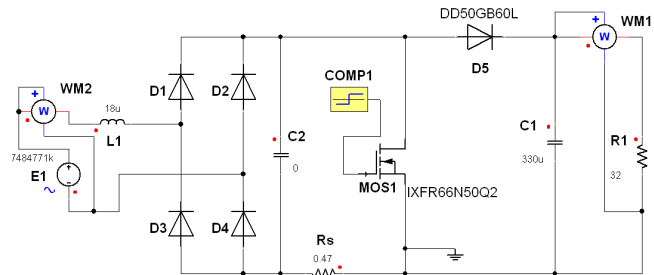 DD50GB60L
WM1
W
D5
COMP1
WM2
W
D1
D2
18u
L1
C2
0
C1
330u
R1
32
7484771k
E1
MOS1
IXFR66N50Q2
D3
D4
Rs
0.47